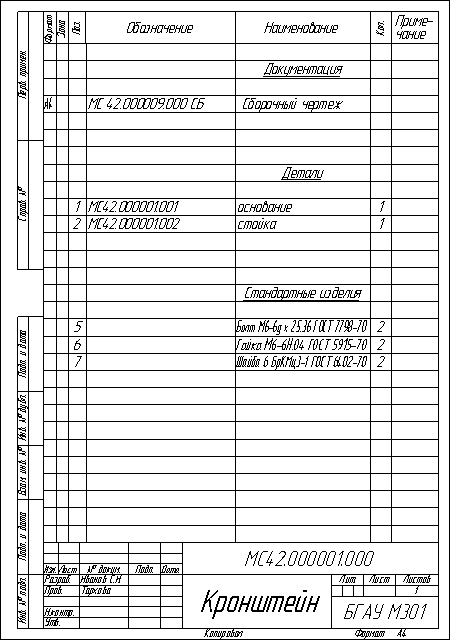 Формат
Зона
Поз.
Обозначение
Наименование
Кол.
Приме-
чание
Перв. примен.
Документация
А4 МС 42.000009.000 СБ Сборочный чертеж
Детали
Справ. №
1 МС42.000001.001 основание 1
2 МС42.000001.002 стойка 1
Стандартные изделия
5 Болт М6-6g х 25.36 ГОСТ 7798-70 2
6 Гайка М6-6Н.04 ГОСТ 5915-70 2
7 Шайба 6 БрКМц3-1 ГОСТ 6402-70 2
Подп. и дата
Инв. № дубл.
Взам. инв. №
Подп. и дата
Инв. № подл.
МС42.000001.000
Изм. Лист № докум. Подп. Дата
Разраб. Иванов С.Н.
Пров. Таркова
Н.контр.
Утв.
Кронштейн
Лит. Лист Листов
1
БГАУ М301
Копировал Формат А4